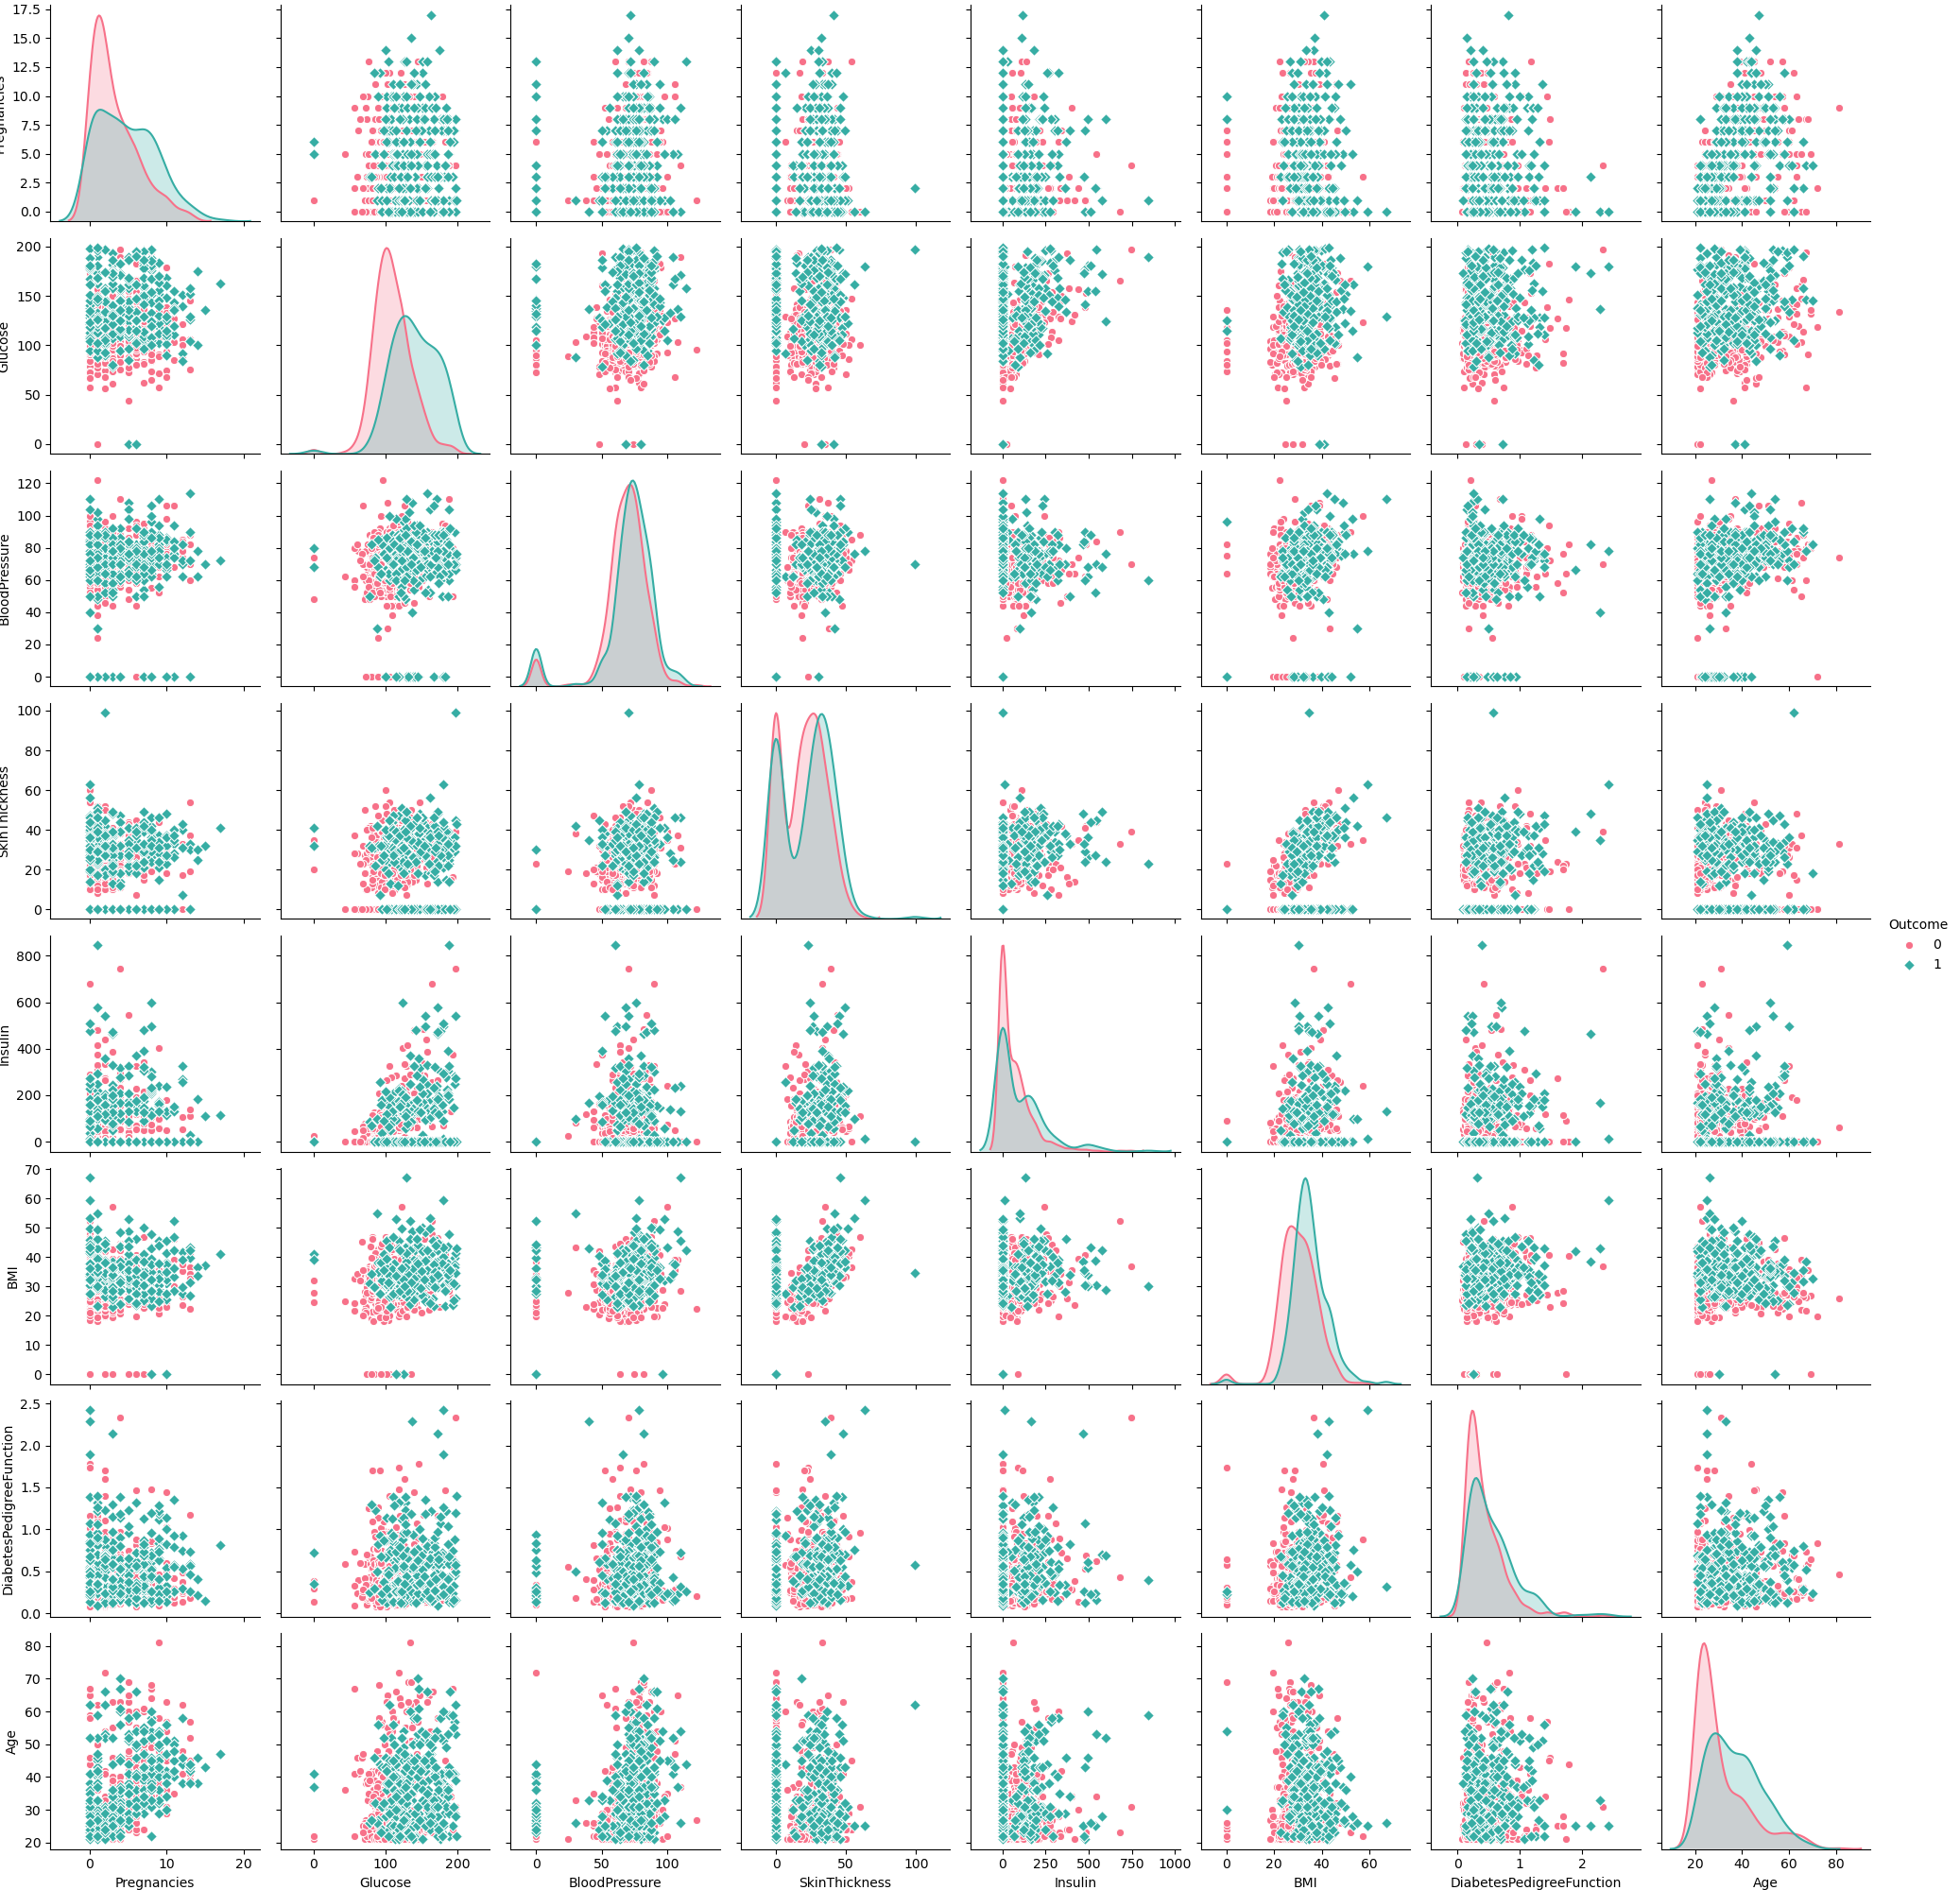 17.5
15.0
12.5
10.0
7.5
5.0
2.5
0.0
Pregnancies
200
150
100
50
0
Glucose
120
100
80
60
40
20
0
BloodPressure
100
80
60
40
20
0
SkinThickness
Outcome
0
1
800
600
400
200
0
Insulin
70
60
50
40
30
20
10
0
BMI
2.5
2.0
1.5
1.0
0.5
0.0
DiabetesPedigreeFunction
80
70
60
50
40
30
20
Age
0 10 20
0 100 200
0 50 100
0 50 100
0 250 500 750 1000
0 20 40 60
0 1 2
20 40 60 80
Pregnancies
Glucose
BloodPressure
SkinThickness
Insulin
BMI
DiabetesPedigreeFunction
Age